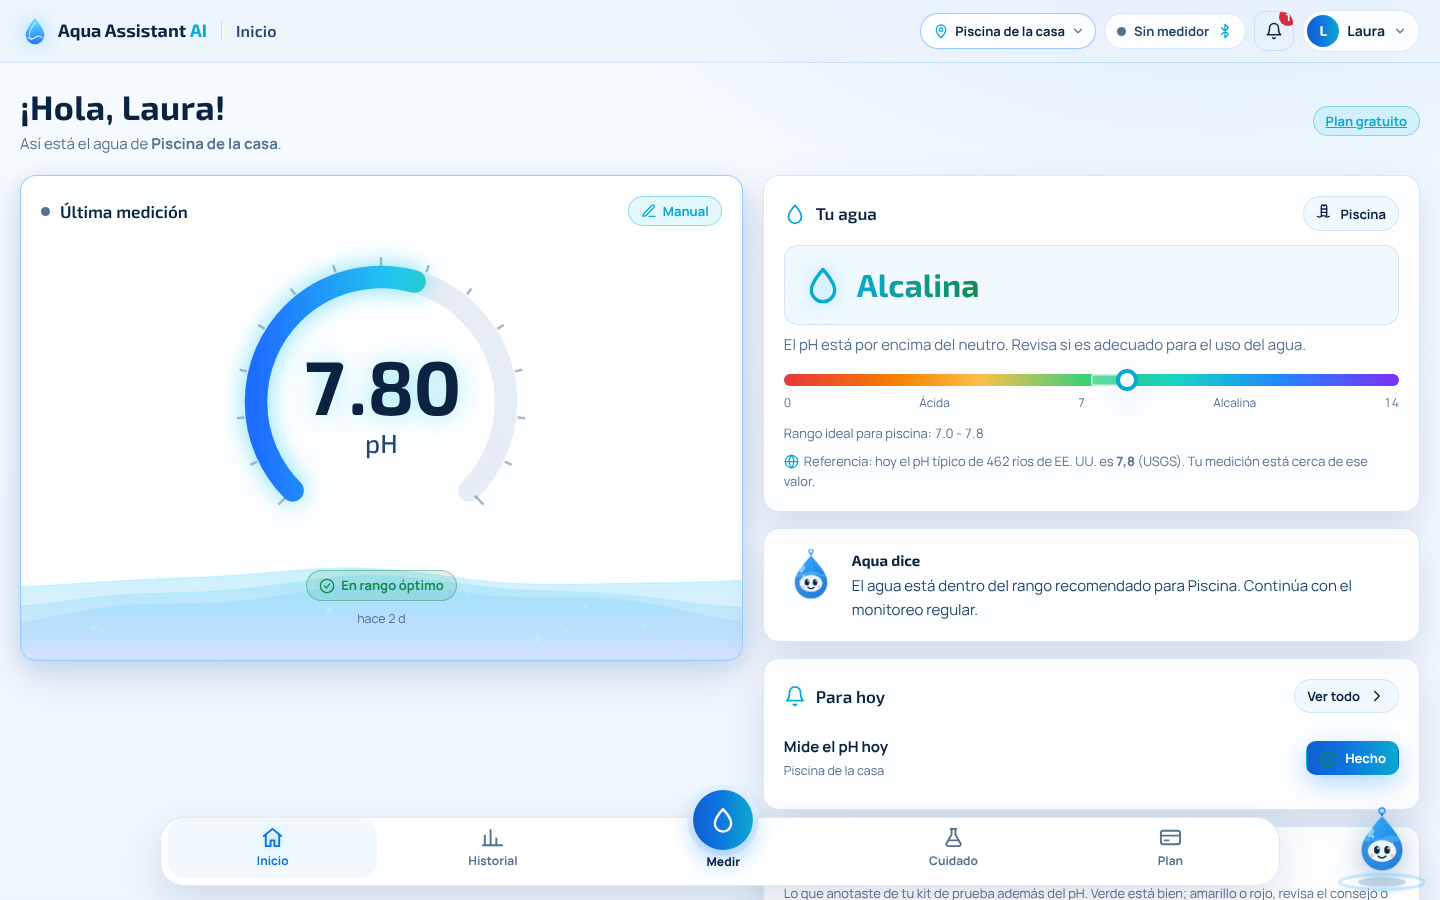 Aqua Assistant AI
Inicio
Piscina de la casa
Sin medidor
1
L
Laura
¡Hola, Laura!
Así está el agua de Piscina de la casa.
Plan gratuito
Última medición
Manual
7.80
pH
En rango óptimo
hace 2 d
Tu agua
Piscina
Alcalina
El pH está por encima del neutro. Revisa si es adecuado para el uso del agua.
0 Ácida 7 Alcalina 14
Rango ideal para piscina: 7.0 - 7.8
Referencia: hoy el pH típico de 462 ríos de EE. UU. es 7,8 (USGS). Tu medición está cerca de ese
valor.
Aqua dice
El agua está dentro del rango recomendado para Piscina. Continúa con el
monitoreo regular.
Para hoy
Ver todo
Mide el pH hoy
Piscina de la casa
Hecho
Lo que anotaste de tu kit de prueba además del pH. Verde está bien; amarillo o rojo, revisa el consejo o
Inicio
Historial
Medir
Cuidado
Plan